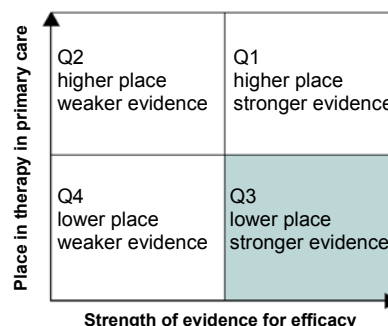 Place in therapy in primary care
Q2
higher place
weaker evidence
Q1
higher place
stronger evidence
Q4
lower place
weaker evidence
Q3
lower place
stronger evidence
Strength of evidence for efficacy